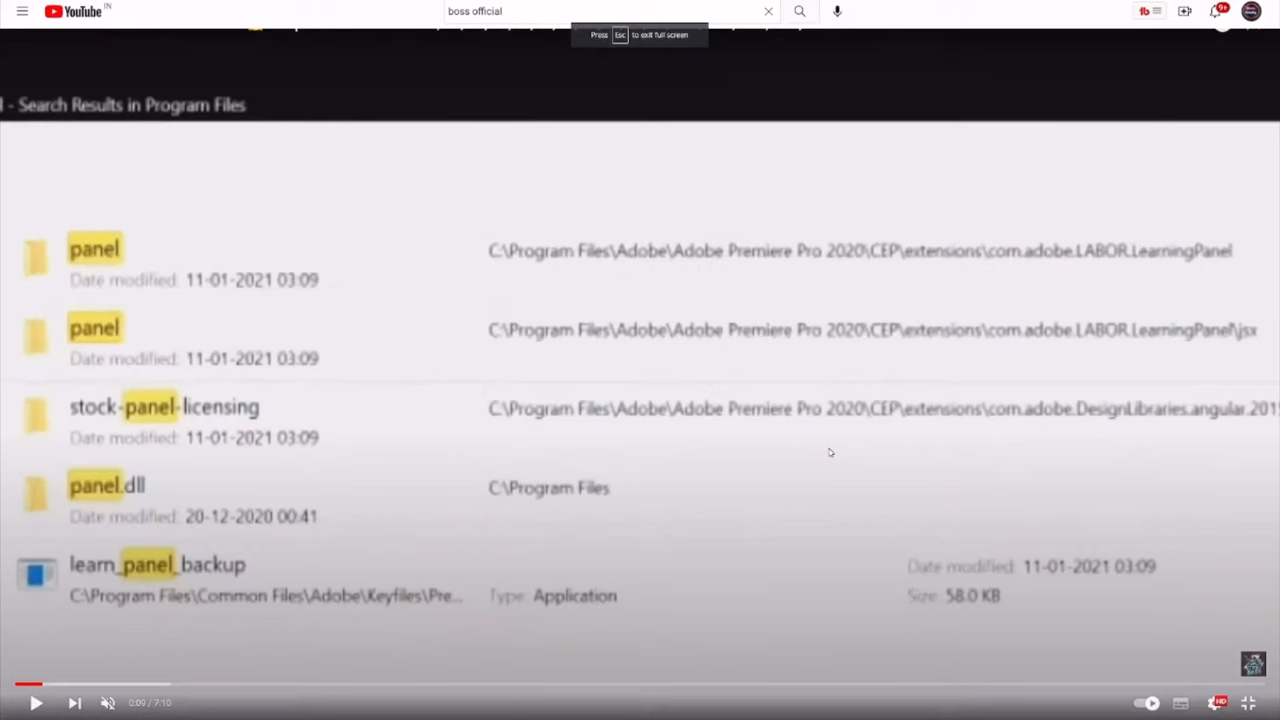 YouTube IN
boss official
9+
Press Esc to exit full screen
- Search Results in Program Files
panel
C:\Program Files\Adobe\Adobe Premiere Pro 2020\CEP\extensions\com.adobe.LABOR.LearningPanel
Date modified: 11-01-2021 03:09
panel
C:\Program Files\Adobe\Adobe Premiere Pro 2020\CEP\extensions\com.adobe.LABOR.LearningPanel\jsx
Date modified: 11-01-2021 03:09
stock-panel-licensing
C:\Program Files\Adobe\Adobe Premiere Pro 2020\CEP\extensions\com.adobe.DesignLibraries.angular.201
Date modified: 11-01-2021 03:09
panel.dll
C:\Program Files
Date modified: 20-12-2020 00:41
learn_panel_backup
Date modified: 11-01-2021 03:09
C:\Program Files\Common Files\Adobe\Keyfiles\Pre...
Type: Application
Size: 58.0 KB
0:09 / 7:10
HD